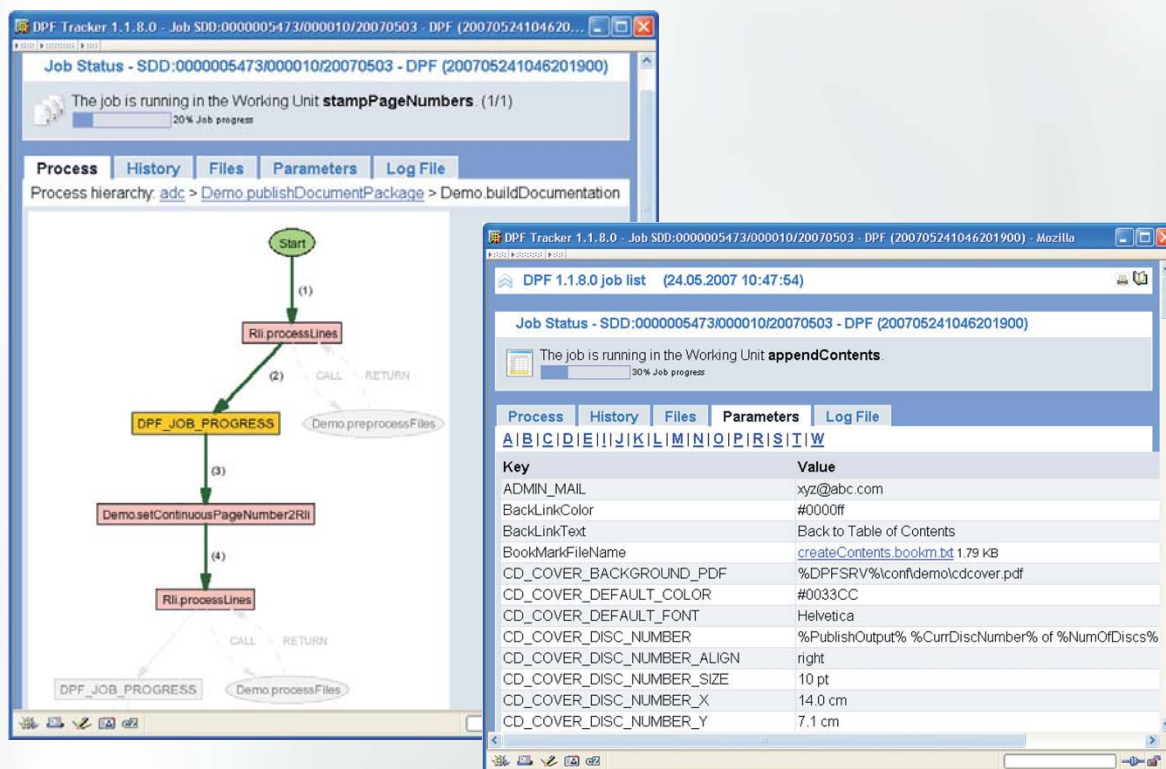 DPF Tracker 1.1.8.0 - Job SDD:0000005473/000010/20070503 - DPF (20070524104620...
Job Status - SDD:0000005473/000010/20070503 - DPF (200705241046201900)
The job is running in the Working Unit stampPageNumbers. (1/1)
20% Job progress
Process History Files Parameters Log File
Process hierarchy: adc > Demo.publishDocumentPackage > Demo.buildDocumentation
Start
(1)
Rli.processLines
(2) CALL RETURN
DPF_JOB_PROGRESS Demo.preprocessFiles
(3)
Demo.setContinuousPageNumber2Rli
(4)
Rli.processLines
CALL RETURN
DPF_JOB_PROGRESS Demo.processFiles
DPF Tracker 1.1.8.0 - Job SDD:0000005473/000010/20070503 - DPF (200705241046201900) - Mozilla
DPF 1.1.8.0 job list (24.05.2007 10:47:54)
Job Status - SDD:0000005473/000010/20070503 - DPF (200705241046201900)
The job is running in the Working Unit appendContents.
30% Job progress
Process History Files Parameters Log File
A|B|C|D|E|I|J|K|L|M|N|O|P|R|S|T|W
Key Value
ADMIN_MAIL xyz@abc.com
BackLinkColor #0000ff
BackLinkText Back to Table of Contents
BookMarkFileName createContents.bookm.txt 1.79 KB
CD_COVER_BACKGROUND_PDF %DPFSRV%\conf\demo\cdcover.pdf
CD_COVER_DEFAULT_COLOR #0033CC
CD_COVER_DEFAULT_FONT Helvetica
CD_COVER_DISC_NUMBER %PublishOutput% %CurrDiscNumber% of %NumOfDiscs%
CD_COVER_DISC_NUMBER_ALIGN right
CD_COVER_DISC_NUMBER_SIZE 10 pt
CD_COVER_DISC_NUMBER_X 14.0 cm
CD_COVER_DISC_NUMBER_Y 7.1 cm